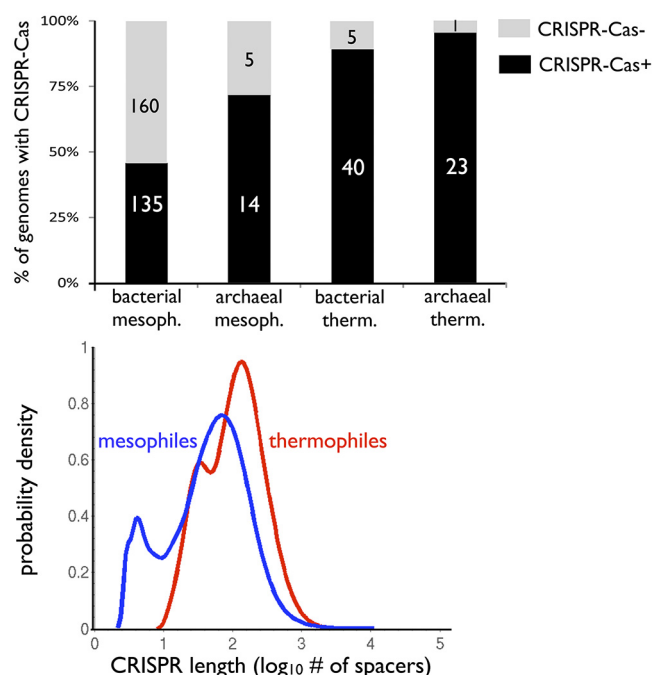 100%
75%
50%
25%
0%
% of genomes with CRISPR-Cas
160
135
5
14
5
40
1
23
CRISPR-Cas-
CRISPR-Cas+
bacterial mesoph.
archaeal mesoph.
bacterial therm.
archaeal therm.
1
0.8
0.6
0.4
0.2
0
probability density
mesophiles
thermophiles
0 1 2 3 4 5
CRISPR length (log₁₀ # of spacers)